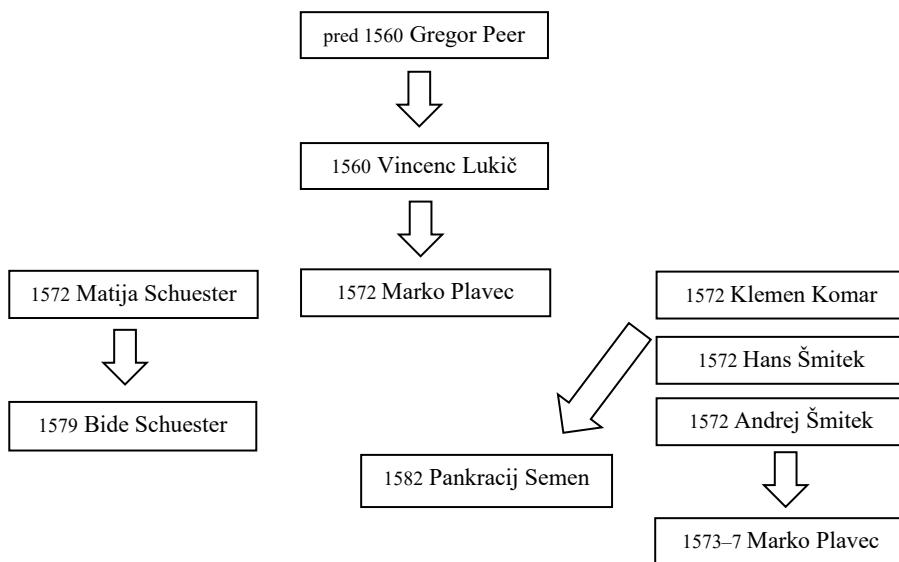 pred 1560 Gregor Peer
1560 Vincenc Lukič
1572 Matija Schuester
1572 Marko Plavec
1572 Klemen Komar
1572 Hans Šmitek
1579 Bide Schuester
1572 Andrej Šmitek
1582 Pankracij Semen
1573–7 Marko Plavec